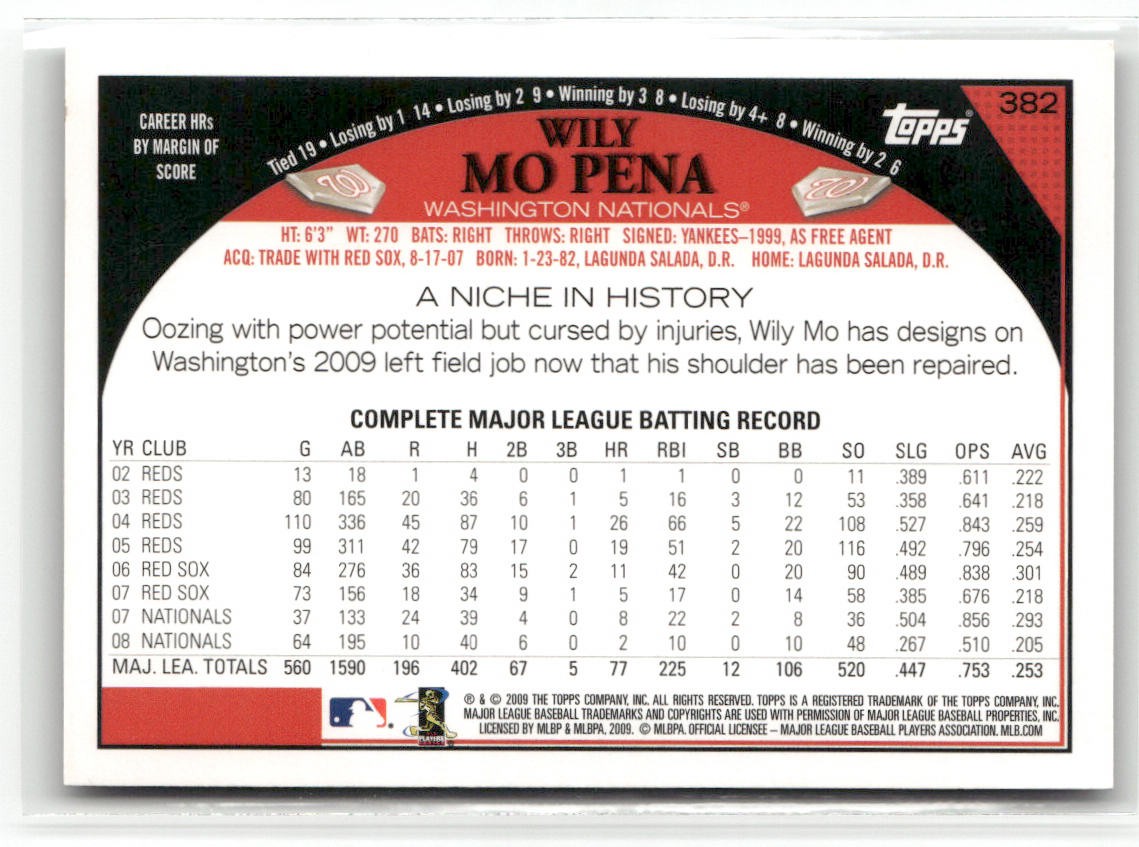 382
topps®
CAREER HRs
BY MARGIN OF
SCORE
Tied 19 • Losing by 1 14 • Losing by 2 9 • Winning by 3 8 • Losing by 4+ 8 • Winning by 2 6
WILY
MO PENA
WASHINGTON NATIONALS®
HT: 6'3" WT: 270 BATS: RIGHT THROWS: RIGHT SIGNED: YANKEES–1999, AS FREE AGENT
ACQ: TRADE WITH RED SOX, 8-17-07 BORN: 1-23-82, LAGUNDA SALADA, D.R. HOME: LAGUNDA SALADA, D.R.
A NICHE IN HISTORY
Oozing with power potential but cursed by injuries, Wily Mo has designs on
Washington's 2009 left field job now that his shoulder has been repaired.
COMPLETE MAJOR LEAGUE BATTING RECORD
YR CLUB G AB R H 2B 3B HR RBI SB BB SO SLG OPS AVG
02 REDS 13 18 1 4 0 0 1 1 0 0 11 .389 .611 .222
03 REDS 80 165 20 36 6 1 5 16 3 12 53 .358 .641 .218
04 REDS 110 336 45 87 10 1 26 66 5 22 108 .527 .843 .259
05 REDS 99 311 42 79 17 0 19 51 2 20 116 .492 .796 .254
06 RED SOX 84 276 36 83 15 2 11 42 0 20 90 .489 .838 .301
07 RED SOX 73 156 18 34 9 1 5 17 0 14 58 .385 .676 .218
07 NATIONALS 37 133 24 39 4 0 8 22 2 8 36 .504 .856 .293
08 NATIONALS 64 195 10 40 6 0 2 10 0 10 48 .267 .510 .205
MAJ. LEA. TOTALS 560 1590 196 402 67 5 77 225 12 106 520 .447 .753 .253
® & © 2009 THE TOPPS COMPANY, INC. ALL RIGHTS RESERVED. TOPPS IS A REGISTERED TRADEMARK OF THE TOPPS COMPANY, INC.
MAJOR LEAGUE BASEBALL TRADEMARKS AND COPYRIGHTS ARE USED WITH PERMISSION OF MAJOR LEAGUE BASEBALL PROPERTIES, INC.
LICENSED BY MLBP & MLBPA, 2009. © MLBPA. OFFICIAL LICENSEE – MAJOR LEAGUE BASEBALL PLAYERS ASSOCIATION. MLB.COM